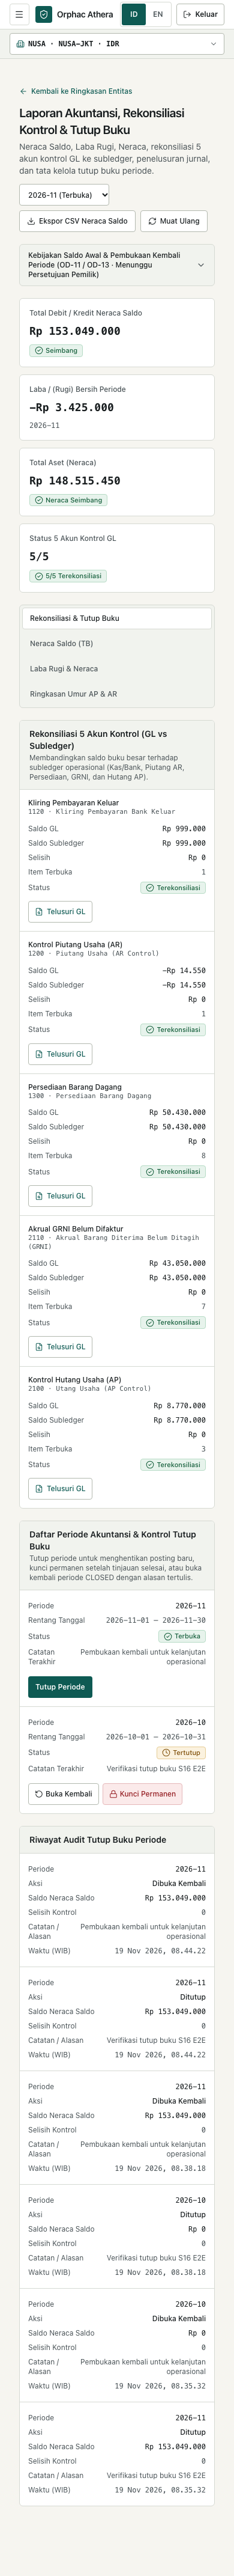 Orphac Athera
ID
EN
Keluar
NUSA · NUSA-JKT · IDR
Kembali ke Ringkasan Entitas
Laporan Akuntansi, Rekonsiliasi
Kontrol & Tutup Buku
Neraca Saldo, Laba Rugi, Neraca, rekonsiliasi 5
akun kontrol GL ke subledger, penelusuran jurnal,
dan tata kelola tutup buku periode.
2026-11 (Terbuka)
Ekspor CSV Neraca Saldo
Muat Ulang
Kebijakan Saldo Awal & Pembukaan Kembali
Periode (OD-11 / OD-13 · Menunggu
Persetujuan Pemilik)
Total Debit / Kredit Neraca Saldo
Rp 153.049.000
Seimbang
Laba / (Rugi) Bersih Periode
−Rp 3.425.000
2026-11
Total Aset (Neraca)
Rp 148.515.450
Neraca Seimbang
Status 5 Akun Kontrol GL
5/5
5/5 Terekonsiliasi
Rekonsiliasi & Tutup Buku
Neraca Saldo (TB)
Laba Rugi & Neraca
Ringkasan Umur AP & AR
Rekonsiliasi 5 Akun Kontrol (GL vs
Subledger)
Membandingkan saldo buku besar terhadap
subledger operasional (Kas/Bank, Piutang AR,
Persediaan, GRNI, dan Hutang AP).
Kliring Pembayaran Keluar
1120 · Kliring Pembayaran Bank Keluar
Saldo GL Rp 999.000
Saldo Subledger Rp 999.000
Selisih Rp 0
Item Terbuka 1
Status Terekonsiliasi
Telusuri GL
Kontrol Piutang Usaha (AR)
1200 · Piutang Usaha (AR Control)
Saldo GL −Rp 14.550
Saldo Subledger −Rp 14.550
Selisih Rp 0
Item Terbuka 1
Status Terekonsiliasi
Telusuri GL
Persediaan Barang Dagang
1300 · Persediaan Barang Dagang
Saldo GL Rp 50.430.000
Saldo Subledger Rp 50.430.000
Selisih Rp 0
Item Terbuka 8
Status Terekonsiliasi
Telusuri GL
Akrual GRNI Belum Difaktur
2110 · Akrual Barang Diterima Belum Ditagih
(GRNI)
Saldo GL Rp 43.050.000
Saldo Subledger Rp 43.050.000
Selisih Rp 0
Item Terbuka 7
Status Terekonsiliasi
Telusuri GL
Kontrol Hutang Usaha (AP)
2100 · Utang Usaha (AP Control)
Saldo GL Rp 8.770.000
Saldo Subledger Rp 8.770.000
Selisih Rp 0
Item Terbuka 3
Status Terekonsiliasi
Telusuri GL
Daftar Periode Akuntansi & Kontrol Tutup
Buku
Tutup periode untuk menghentikan posting baru,
kunci permanen setelah tinjauan selesai, atau buka
kembali periode CLOSED dengan alasan tertulis.
Periode 2026-11
Rentang Tanggal 2026-11-01 — 2026-11-30
Status Terbuka
Catatan Pembukaan kembali untuk kelanjutan
Terakhir operasional
Tutup Periode
Periode 2026-10
Rentang Tanggal 2026-10-01 — 2026-10-31
Status Tertutup
Catatan Terakhir Verifikasi tutup buku S16 E2E
Buka Kembali
Kunci Permanen
Riwayat Audit Tutup Buku Periode
Periode 2026-11
Aksi Dibuka Kembali
Saldo Neraca Saldo Rp 153.049.000
Selisih Kontrol 0
Catatan / Pembukaan kembali untuk kelanjutan
Alasan operasional
Waktu (WIB) 19 Nov 2026, 08.44.22
Periode 2026-11
Aksi Ditutup
Saldo Neraca Saldo Rp 153.049.000
Selisih Kontrol 0
Catatan / Alasan Verifikasi tutup buku S16 E2E
Waktu (WIB) 19 Nov 2026, 08.44.22
Periode 2026-11
Aksi Dibuka Kembali
Saldo Neraca Saldo Rp 153.049.000
Selisih Kontrol 0
Catatan / Pembukaan kembali untuk kelanjutan
Alasan operasional
Waktu (WIB) 19 Nov 2026, 08.38.18
Periode 2026-10
Aksi Ditutup
Saldo Neraca Saldo Rp 0
Selisih Kontrol 0
Catatan / Alasan Verifikasi tutup buku S16 E2E
Waktu (WIB) 19 Nov 2026, 08.38.18
Periode 2026-10
Aksi Dibuka Kembali
Saldo Neraca Saldo Rp 0
Selisih Kontrol 0
Catatan / Pembukaan kembali untuk kelanjutan
Alasan operasional
Waktu (WIB) 19 Nov 2026, 08.35.32
Periode 2026-11
Aksi Ditutup
Saldo Neraca Saldo Rp 153.049.000
Selisih Kontrol 0
Catatan / Alasan Verifikasi tutup buku S16 E2E
Waktu (WIB) 19 Nov 2026, 08.35.32